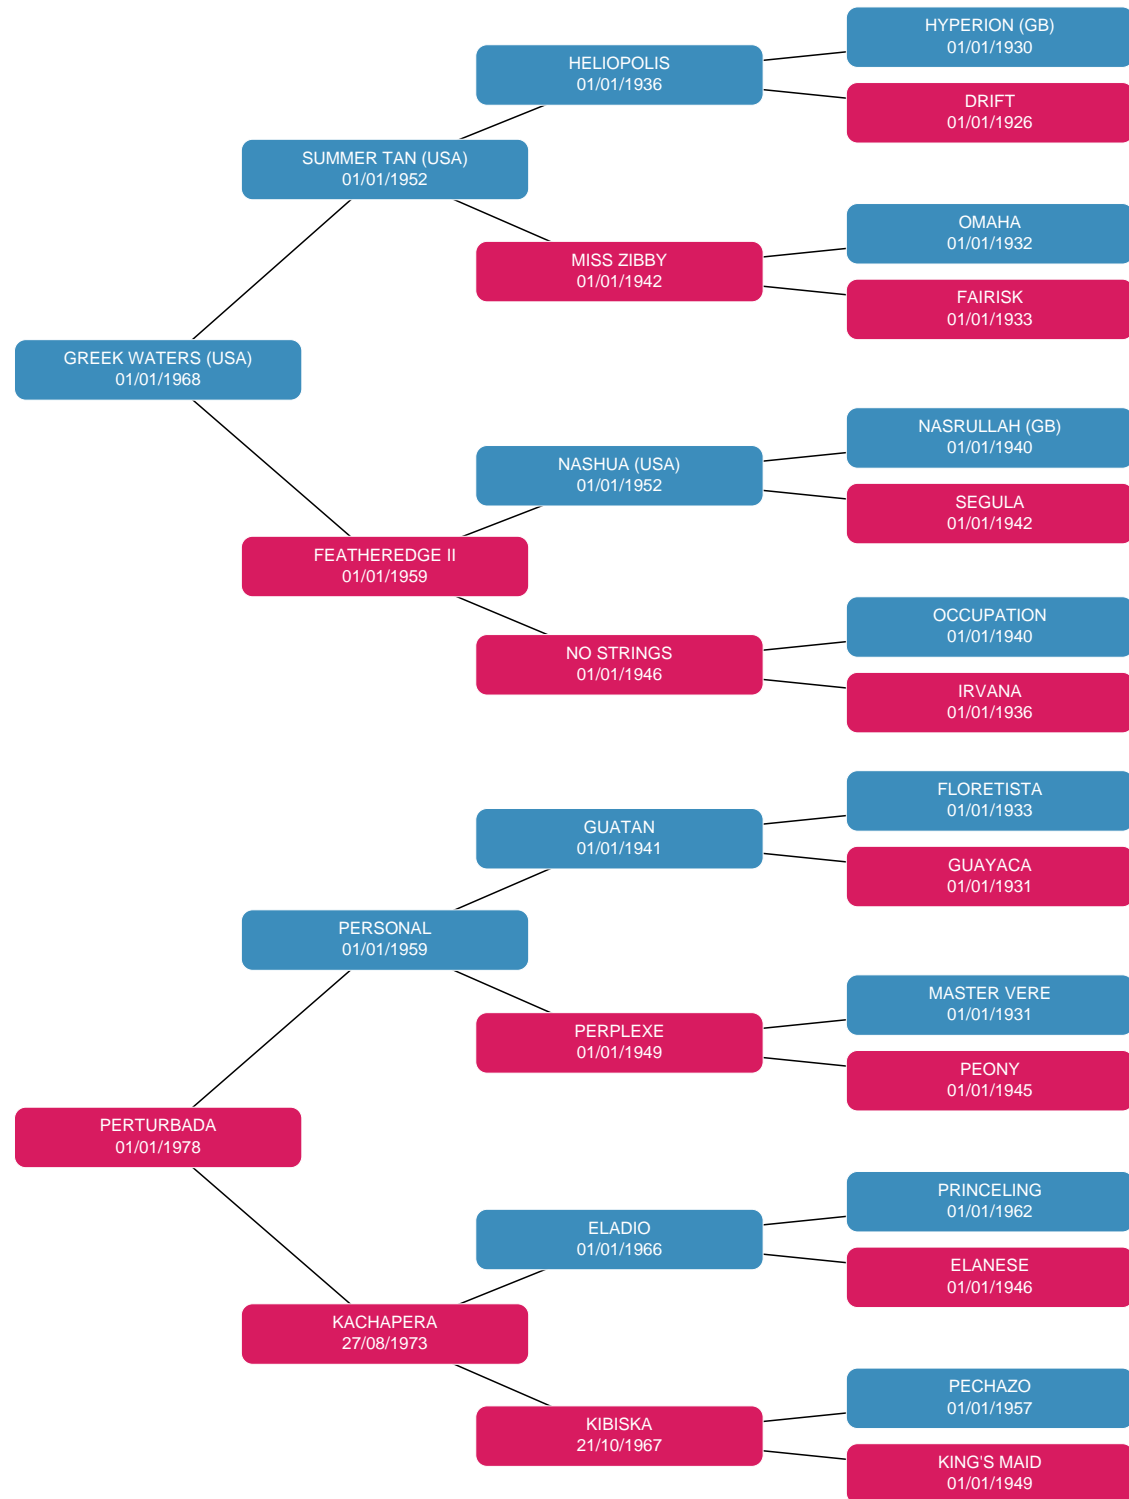 HYPERION (GB)
01/01/1930
HELIOPOLIS
01/01/1936
DRIFT
01/01/1926
SUMMER TAN (USA)
01/01/1952
OMAHA
01/01/1932
MISS ZIBBY
01/01/1942
FAIRISK
01/01/1933
GREEK WATERS (USA)
01/01/1968
NASRULLAH (GB)
01/01/1940
NASHUA (USA)
01/01/1952
SEGULA
01/01/1942
FEATHEREDGE II
01/01/1959
OCCUPATION
01/01/1940
NO STRINGS
01/01/1946
IRVANA
01/01/1936
FLORETISTA
01/01/1933
GUATAN
01/01/1941
GUAYACA
01/01/1931
PERSONAL
01/01/1959
MASTER VERE
01/01/1931
PERPLEXE
01/01/1949
PEONY
01/01/1945
PERTURBADA
01/01/1978
PRINCELING
01/01/1962
ELADIO
01/01/1966
ELANESE
01/01/1946
KACHAPERA
27/08/1973
PECHAZO
01/01/1957
KIBISKA
21/10/1967
KING'S MAID
01/01/1949